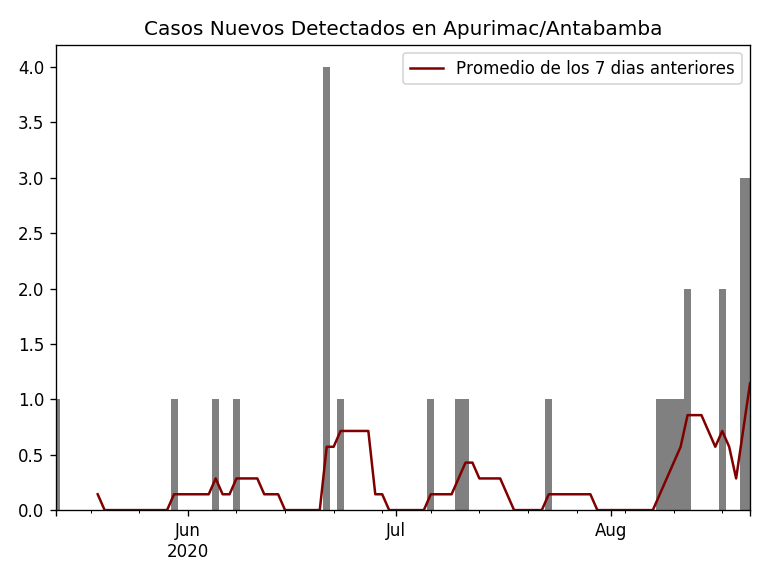 Casos Nuevos Detectados en Apurimac/Antabamba
Promedio de los 7 dias anteriores
4.0
3.5
3.0
2.5
2.0
1.5
1.0
0.5
0.0
Jun
2020
Jul
Aug